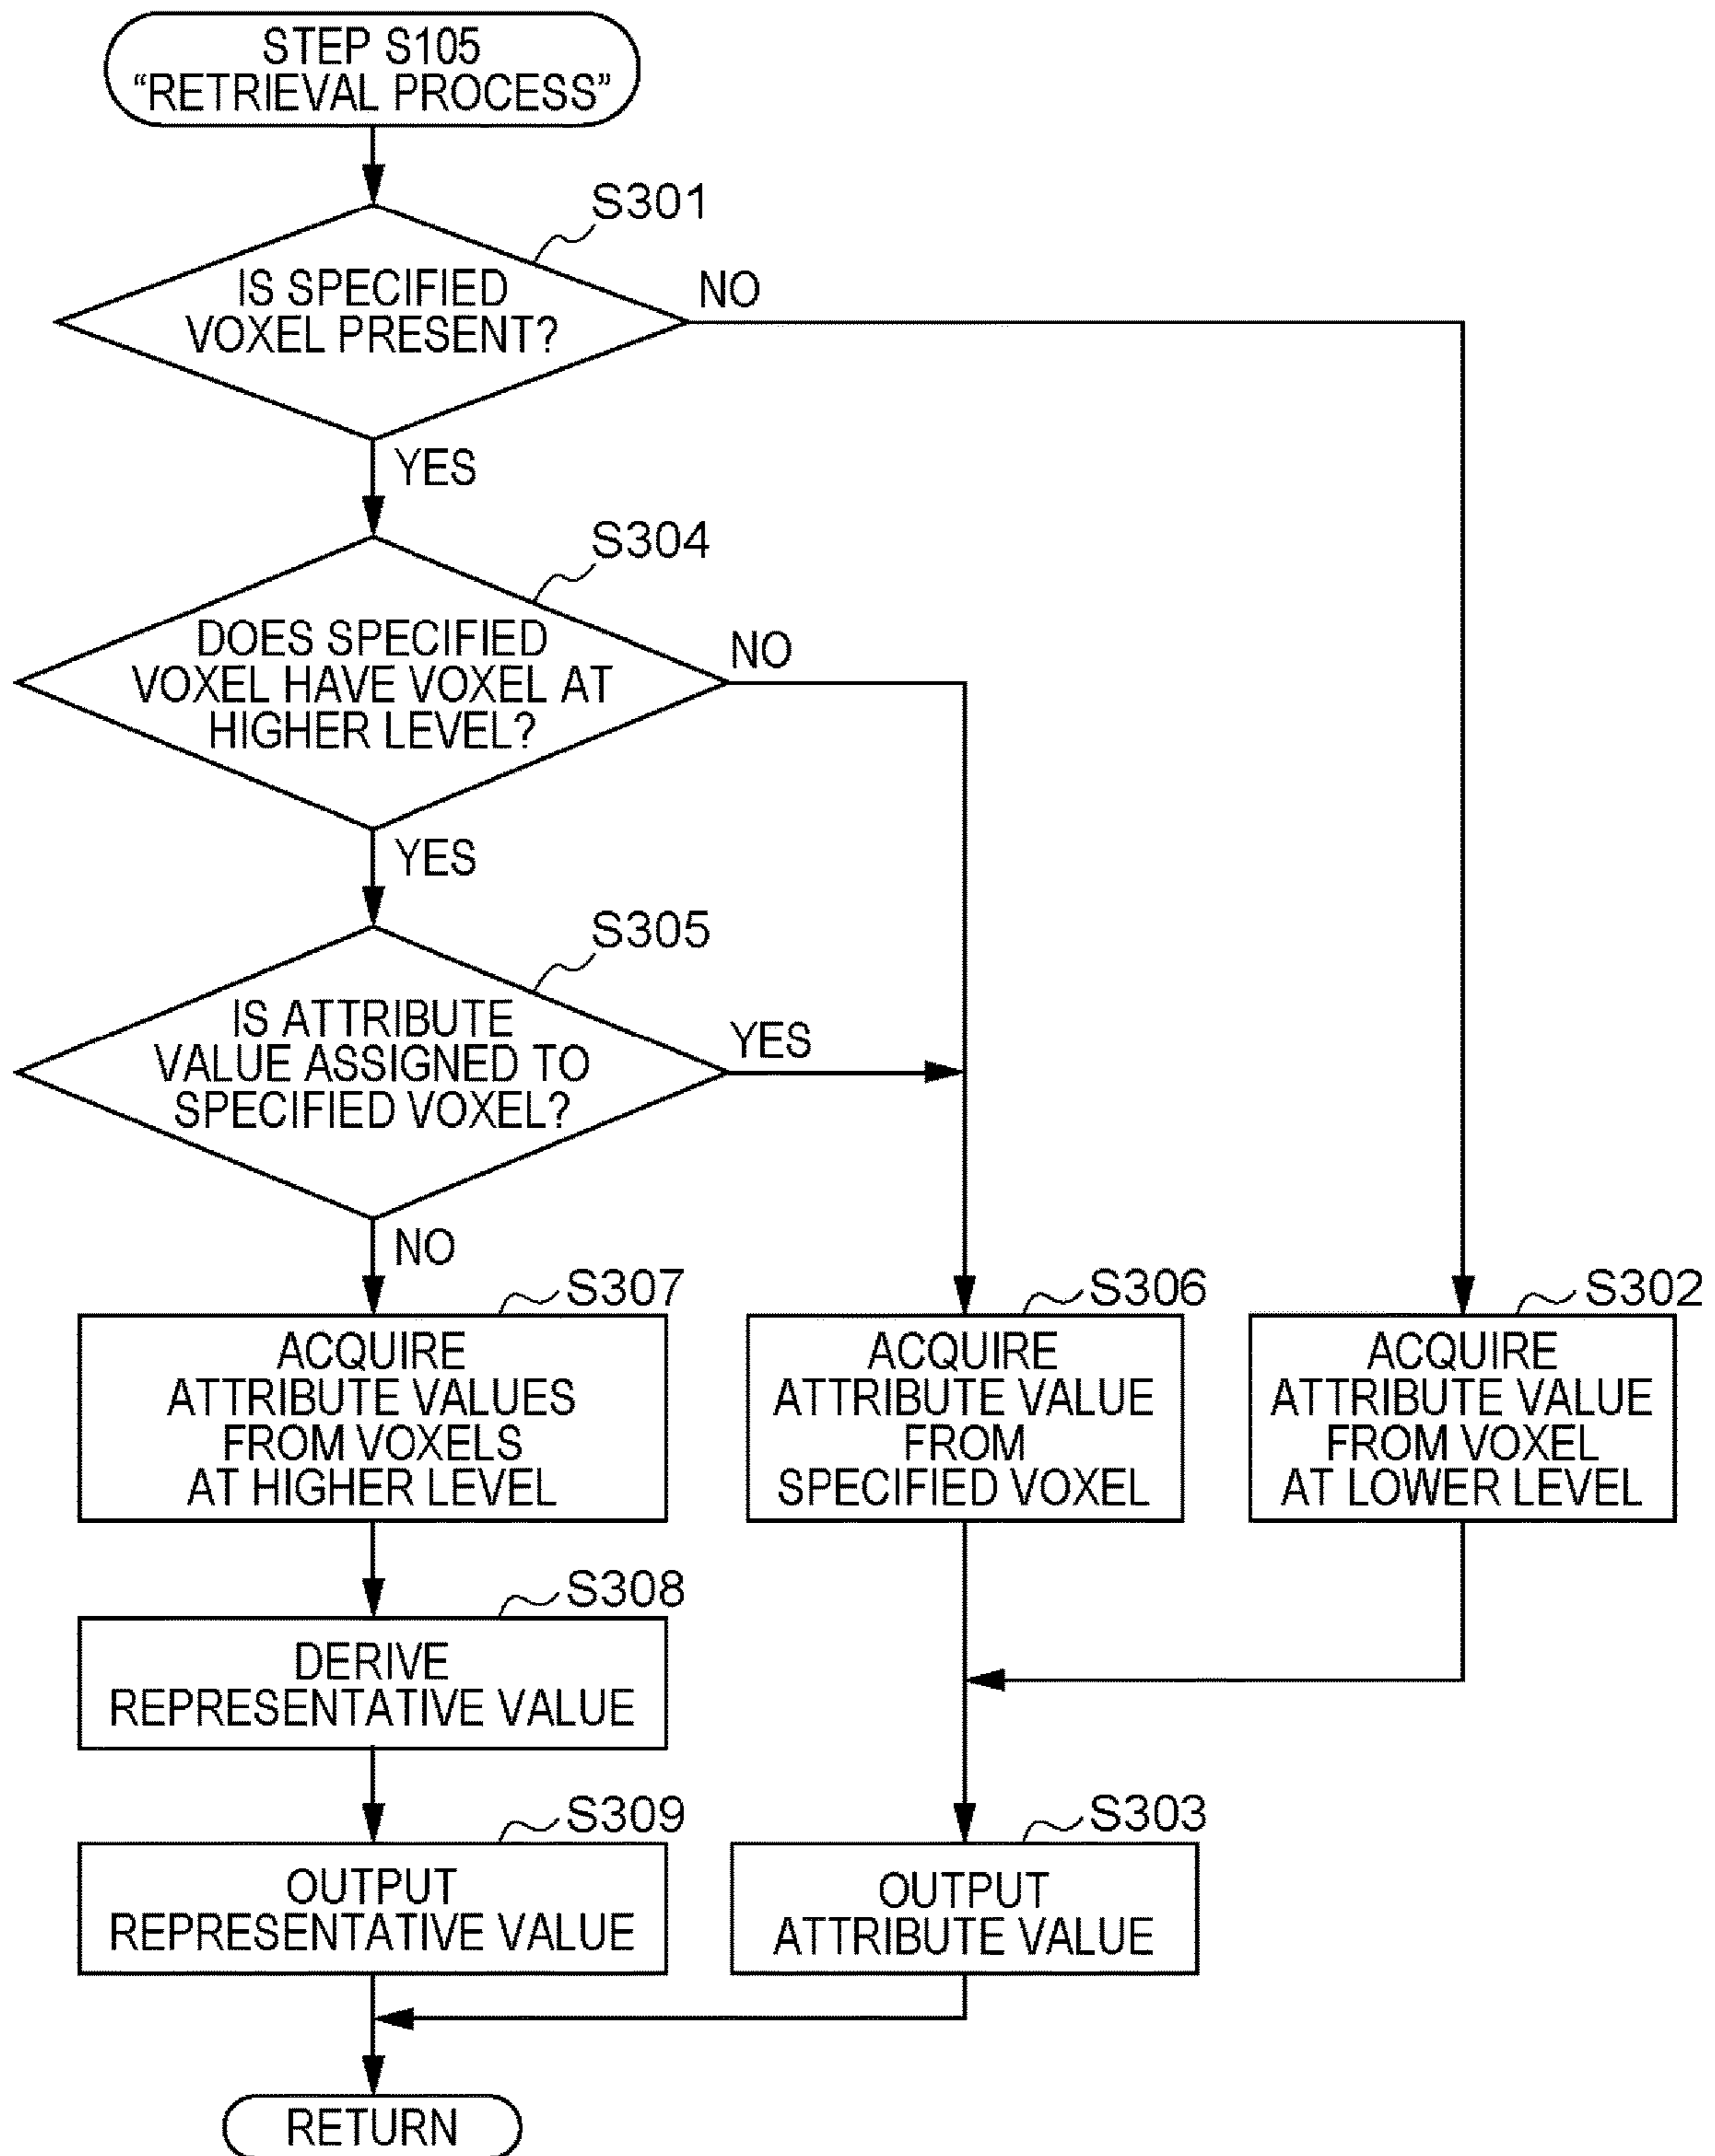 STEP S105
“RETRIEVAL PROCESS”
S301
IS SPECIFIED
VOXEL PRESENT?
NO
YES
S304
DOES SPECIFIED
VOXEL HAVE VOXEL AT
HIGHER LEVEL?
NO
YES
S305
IS ATTRIBUTE
VALUE ASSIGNED TO
SPECIFIED VOXEL?
YES
NO
S307
ACQUIRE
ATTRIBUTE VALUES
FROM VOXELS
AT HIGHER LEVEL
S306
ACQUIRE
ATTRIBUTE VALUE
FROM
SPECIFIED VOXEL
S302
ACQUIRE
ATTRIBUTE VALUE
FROM VOXEL
AT LOWER LEVEL
S308
DERIVE
REPRESENTATIVE VALUE
S309
OUTPUT
REPRESENTATIVE VALUE
S303
OUTPUT
ATTRIBUTE VALUE
RETURN